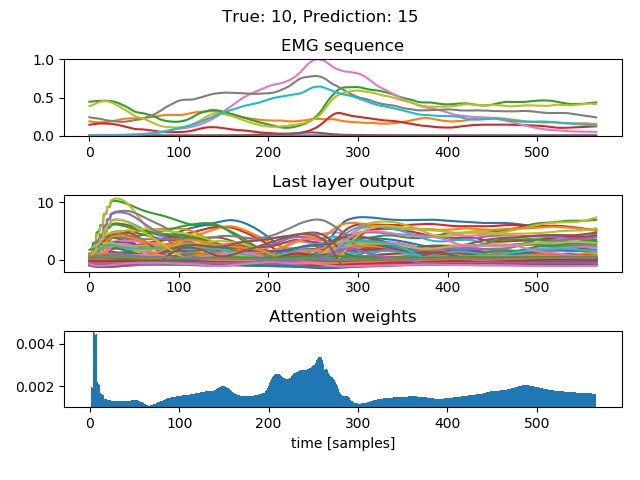 True: 10, Prediction: 15
EMG sequence
1.0
0.5
0.0
0 100 200 300 400 500
Last layer output
10
0
0 100 200 300 400 500
Attention weights
0.004
0.002
0 100 200 300 400 500
time [samples]